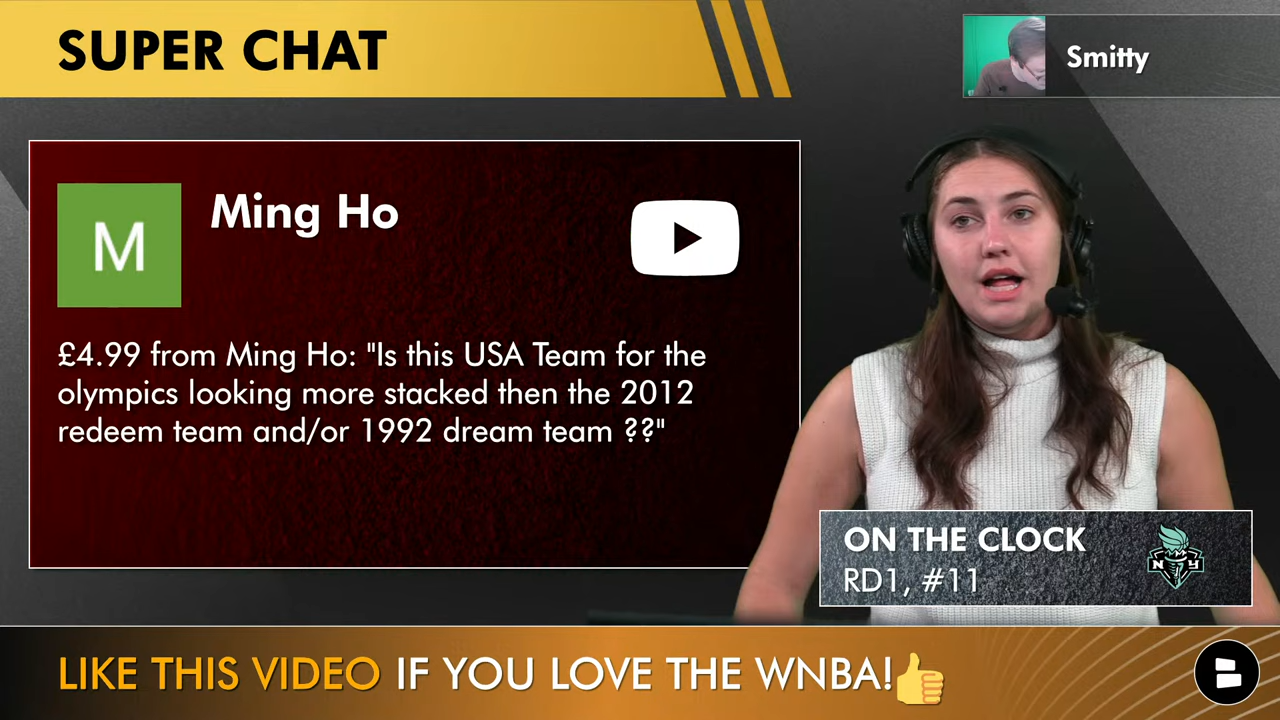 SUPER CHAT
Smitty
M
Ming Ho
£4.99 from Ming Ho: "Is this USA Team for the
olympics looking more stacked then the 2012
redeem team and/or 1992 dream team ??"
ON THE CLOCK
RD1, #11
N Y
LIKE THIS VIDEO IF YOU LOVE THE WNBA!